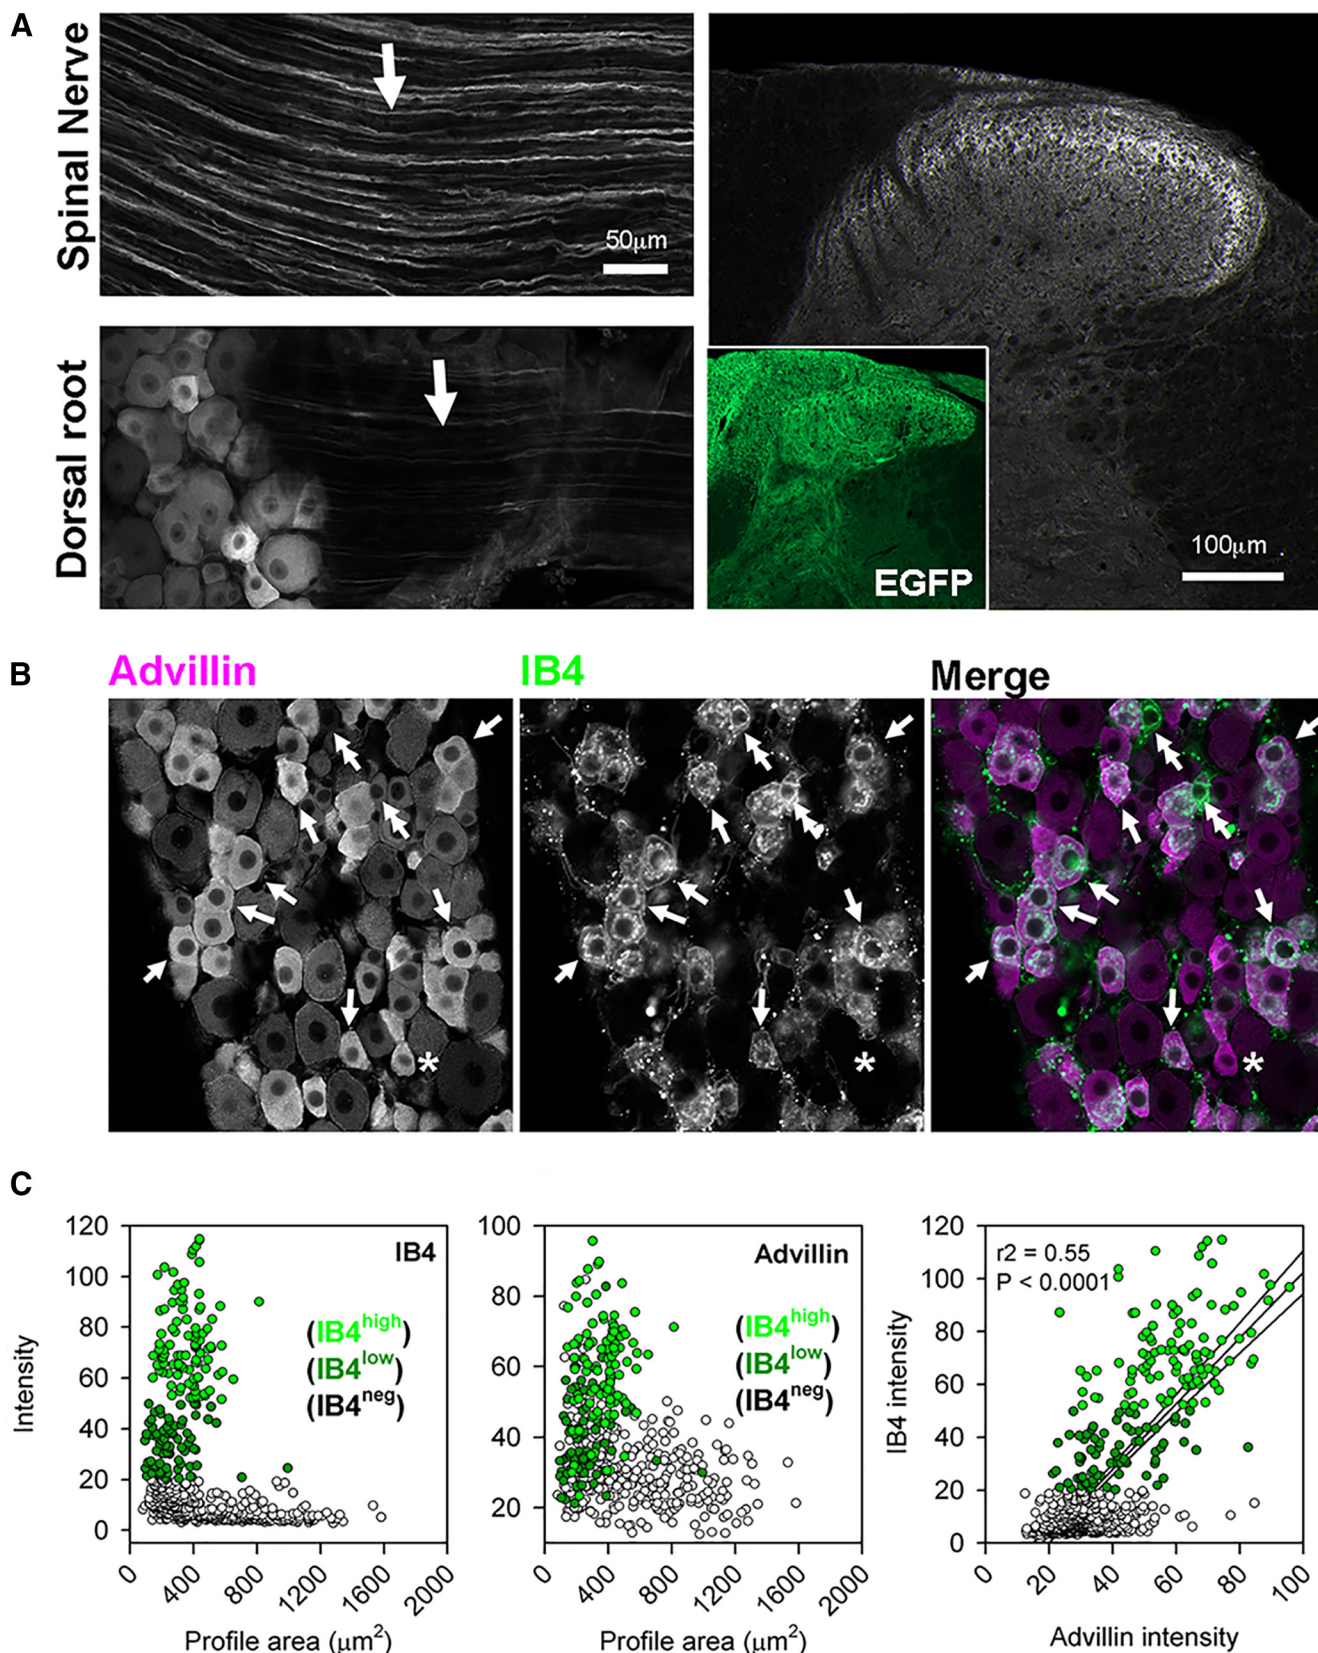 A
Spinal Nerve
50µm
Dorsal root
EGFP
100µm
B
Advillin
IB4
Merge
*
*
*
C
120
100
80
60
40
20
0
Intensity
IB4
(IB4high)
(IB4low)
(IB4neg)
0
400
800
1200
1600
2000
Profile area (µm2)
100
80
60
40
20
Advillin
(IB4high)
(IB4low)
(IB4neg)
0
400
800
1200
1600
2000
Profile area (µm2)
120
100
80
60
40
20
0
IB4 intensity
r2 = 0.55
P < 0.0001
0
20
40
60
80
100
Advillin intensity